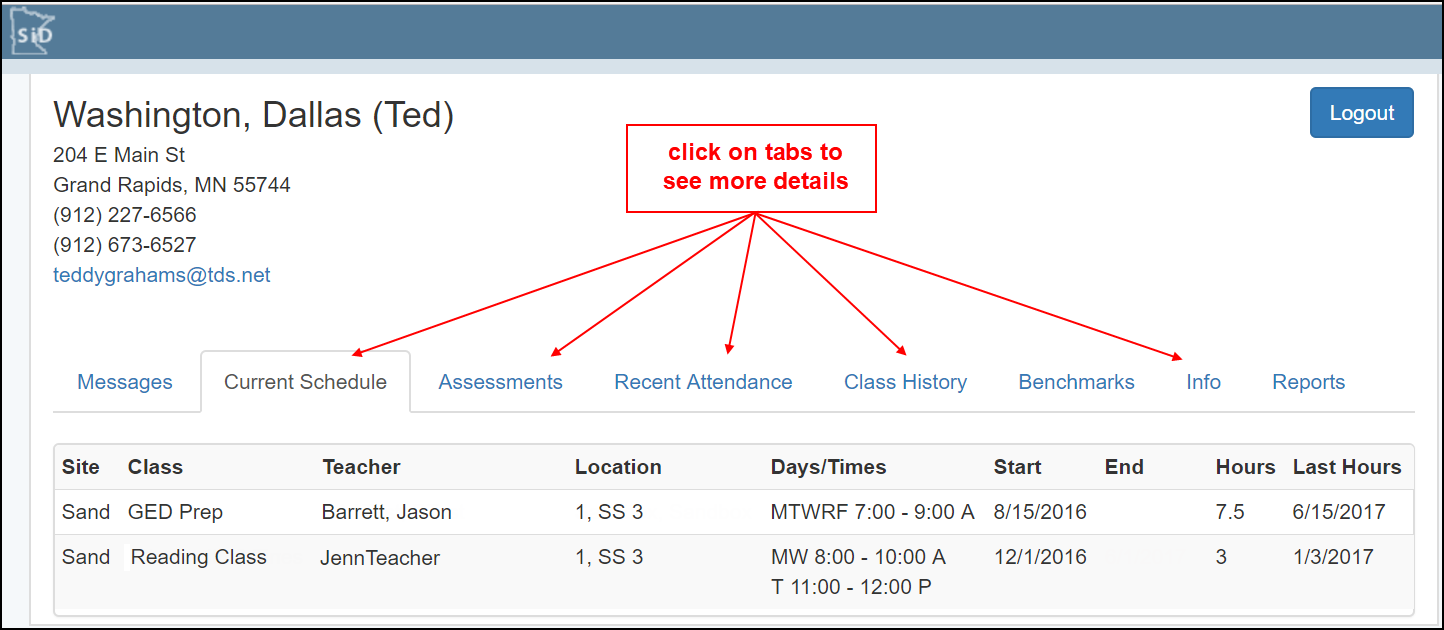 SiD
Washington, Dallas (Ted)
Logout
204 E Main St
Grand Rapids, MN 55744
(912) 227-6566
(912) 673-6527
teddygrahams@tds.net
click on tabs to
see more details
Messages Current Schedule Assessments Recent Attendance Class History Benchmarks Info Reports
Site Class Teacher Location Days/Times Start End Hours Last Hours
Sand GED Prep Barrett, Jason 1, SS 3 MTWRF 7:00 - 9:00 A 8/15/2016 7.5 6/15/2017
Sand Reading Class JennTeacher 1, SS 3 MW 8:00 - 10:00 A 12/1/2016 3 1/3/2017
T 11:00 - 12:00 P